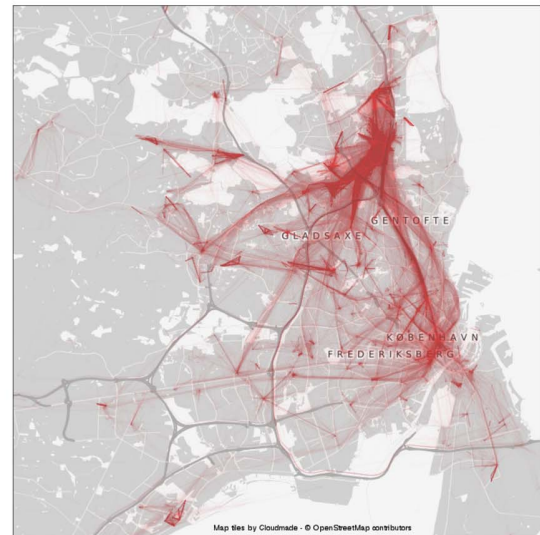 GENTOFTE
GLADSAXE
KØBENHAVN
FREDERIKSBERG
Map tiles by Cloudmade - © OpenStreetMap contributors